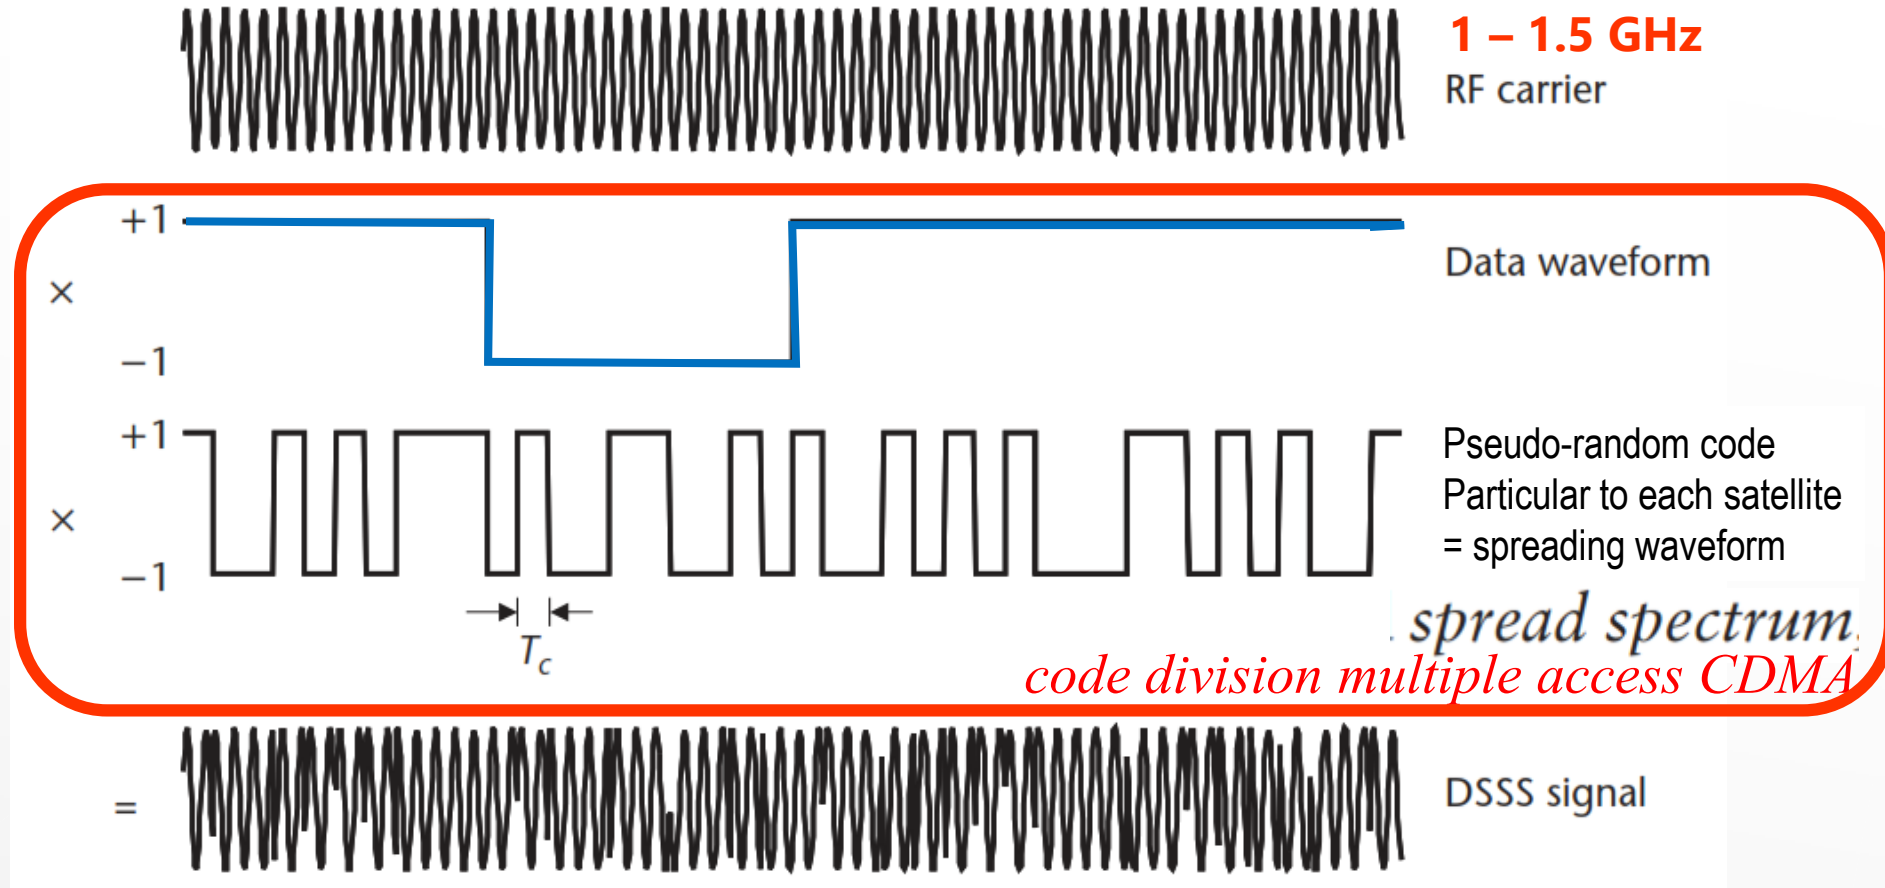 1 – 1.5 GHz
RF carrier
+1
×
Data waveform
−1
+1
Pseudo-random code
Particular to each satellite
×
= spreading waveform
−1
spread spectrum
T_c
code division multiple access CDMA
=
DSSS signal